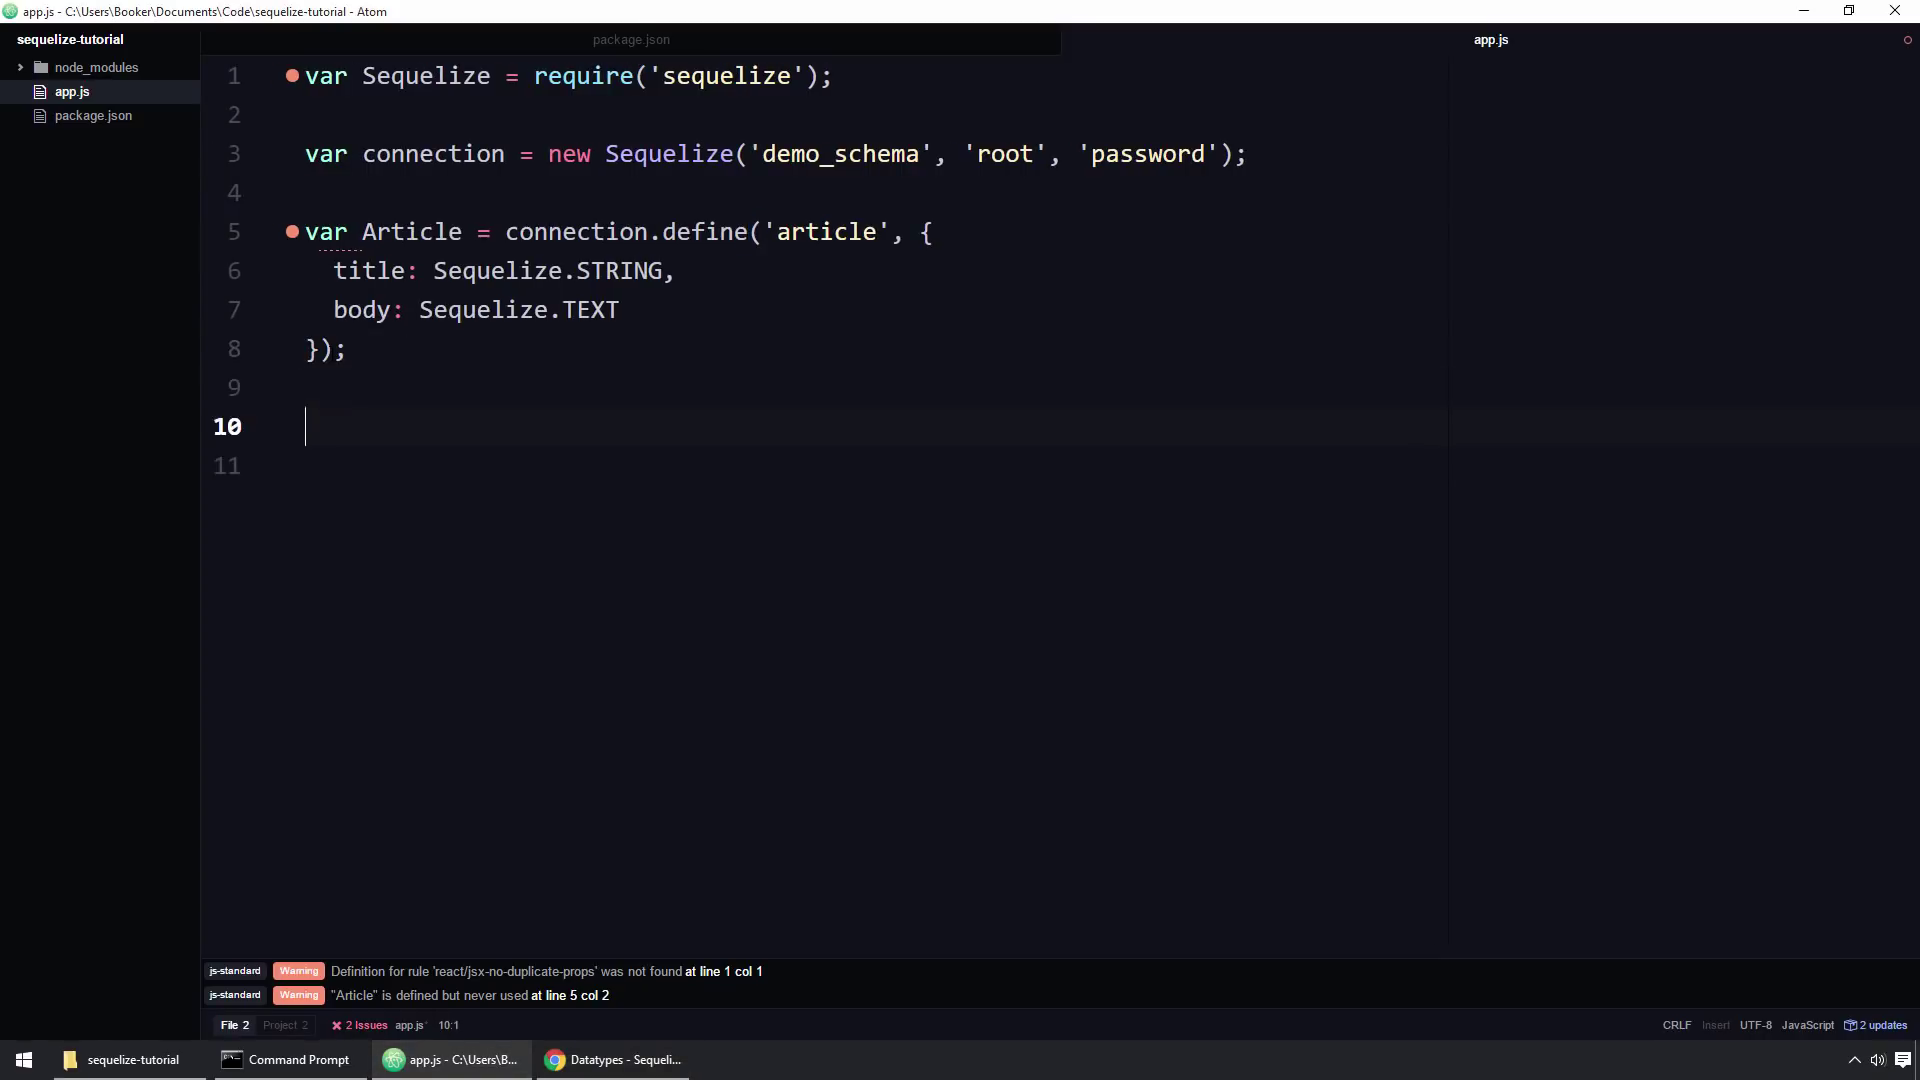 app.js - C:\Users\Booker\Documents\Code\sequelize-tutorial - Atom
sequelize-tutorial
node_modules
app.js
package.json
package.json
app.js
1 var Sequelize = require('sequelize');
2
3 var connection = new Sequelize('demo_schema', 'root', 'password');
4
5 var Article = connection.define('article', {
6 title: Sequelize.STRING,
7 body: Sequelize.TEXT
8 });
9
10
11
js-standard Warning Definition for rule 'react/jsx-no-duplicate-props' was not found at line 1 col 1
js-standard Warning "Article" is defined but never used at line 5 col 2
File 2 Project 2 2 Issues app.js* 10:1 CRLF Insert UTF-8 JavaScript 2 updates
sequelize-tutorial Command Prompt app.js - C:\Users\B... Datatypes - Sequeli...